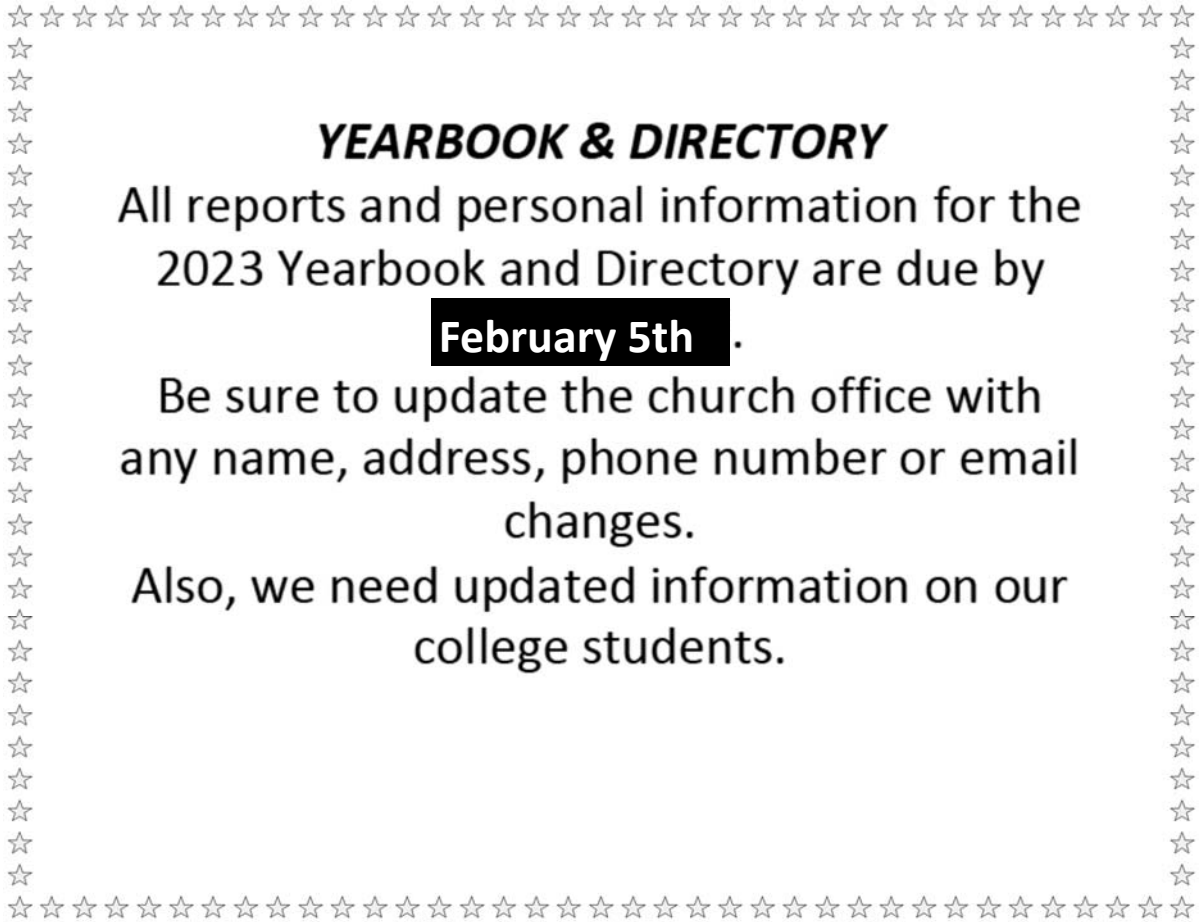 YEARBOOK & DIRECTORY
All reports and personal information for the
2023 Yearbook and Directory are due by
February 5th .
Be sure to update the church office with
any name, address, phone number or email
changes.
Also, we need updated information on our
college students.